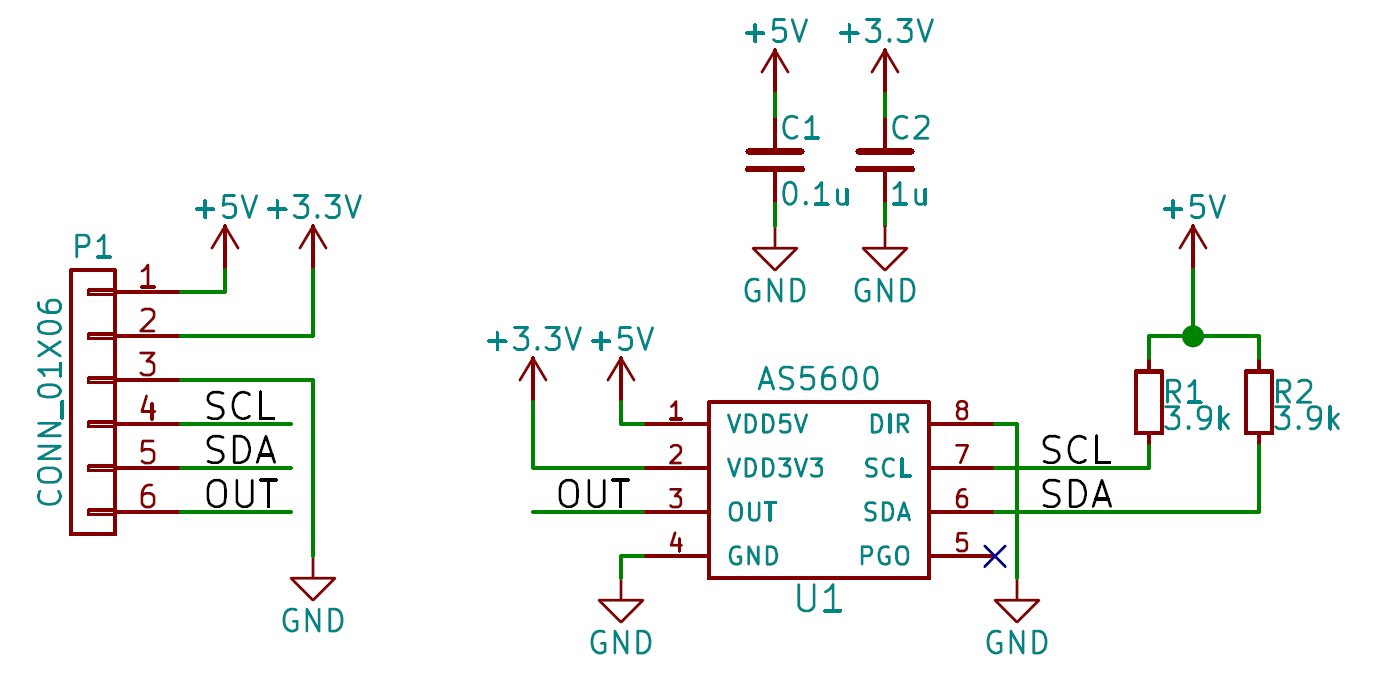 +5V +3.3V
C1 C2
0.1u 1u
GND GND
+5V +3.3V
P1
CONN_01X06
1
2
3
4 SCL
5 SDA
6 OUT
GND
+3.3V +5V
AS5600
1 VDD5V DIR 8
2 VDD3V3 SCL 7 SCL
OUT 3 OUT SDA 6 SDA
4 GND PGO 5
U1
GND
GND
+5V
R1 R2
3.9k 3.9k